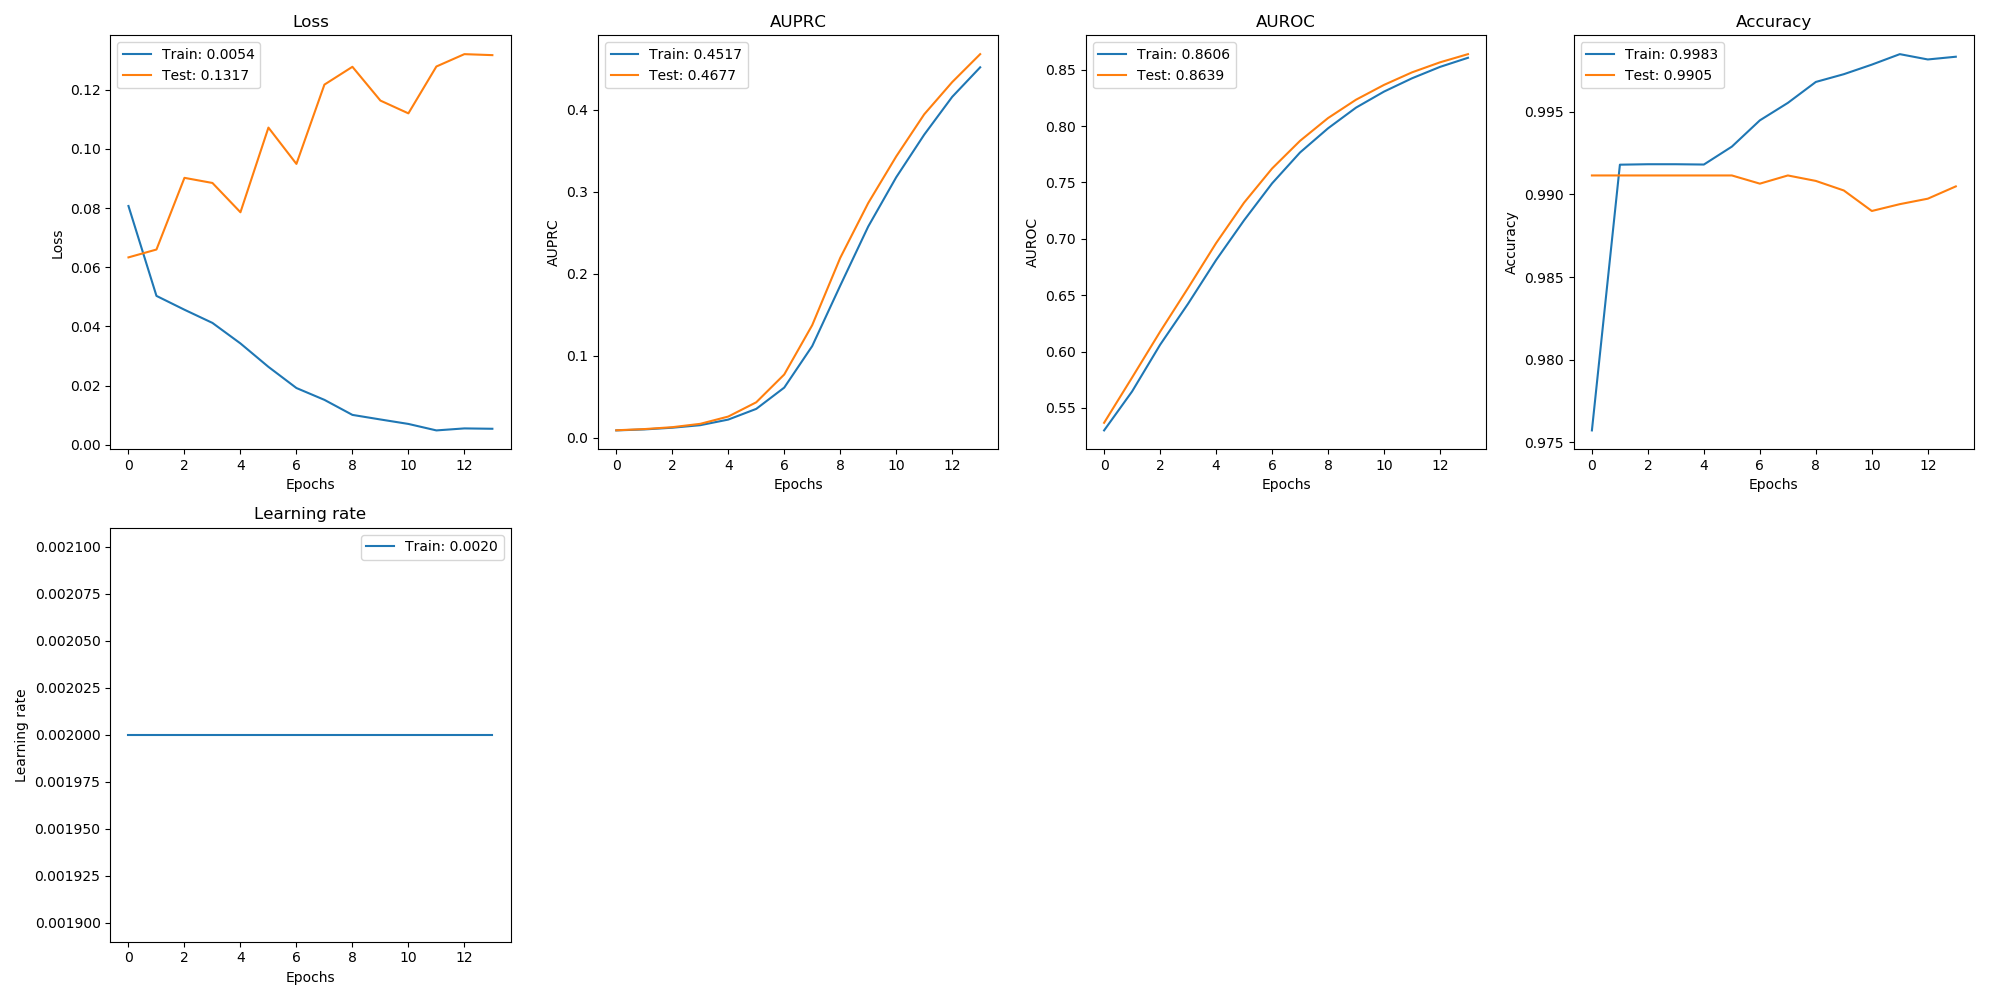 Loss
Train: 0.0054
Test: 0.1317
0.12
0.10
0.08
0.06
0.04
0.02
0.00
Loss
0 2 4 6 8 10 12
Epochs
AUPRC
Train: 0.4517
Test: 0.4677
0.4
0.3
0.2
0.1
0.0
AUPRC
0 2 4 6 8 10 12
Epochs
AUROC
Train: 0.8606
Test: 0.8639
0.85
0.80
0.75
0.70
0.65
0.60
0.55
AUROC
0 2 4 6 8 10 12
Epochs
Accuracy
Train: 0.9983
Test: 0.9905
0.995
0.990
0.985
0.980
0.975
Accuracy
0 2 4 6 8 10 12
Epochs
Learning rate
Train: 0.0020
0.002100
0.002075
0.002050
0.002025
0.002000
0.001975
0.001950
0.001925
0.001900
Learning rate
0 2 4 6 8 10 12
Epochs